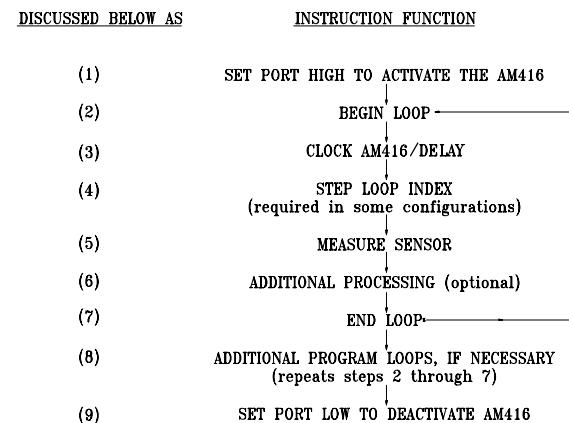 DISCUSSED BELOW AS INSTRUCTION FUNCTION
(1) SET PORT HIGH TO ACTIVATE THE AM416
(2) BEGIN LOOP
(3) CLOCK AM416/DELAY
(4) STEP LOOP INDEX
(required in some configurations)
(5) MEASURE SENSOR
(6) ADDITIONAL PROCESSING (optional)
(7) END LOOP
(8) ADDITIONAL PROGRAM LOOPS, IF NECESSARY
(repeats steps 2 through 7)
(9) SET PORT LOW TO DEACTIVATE AM416